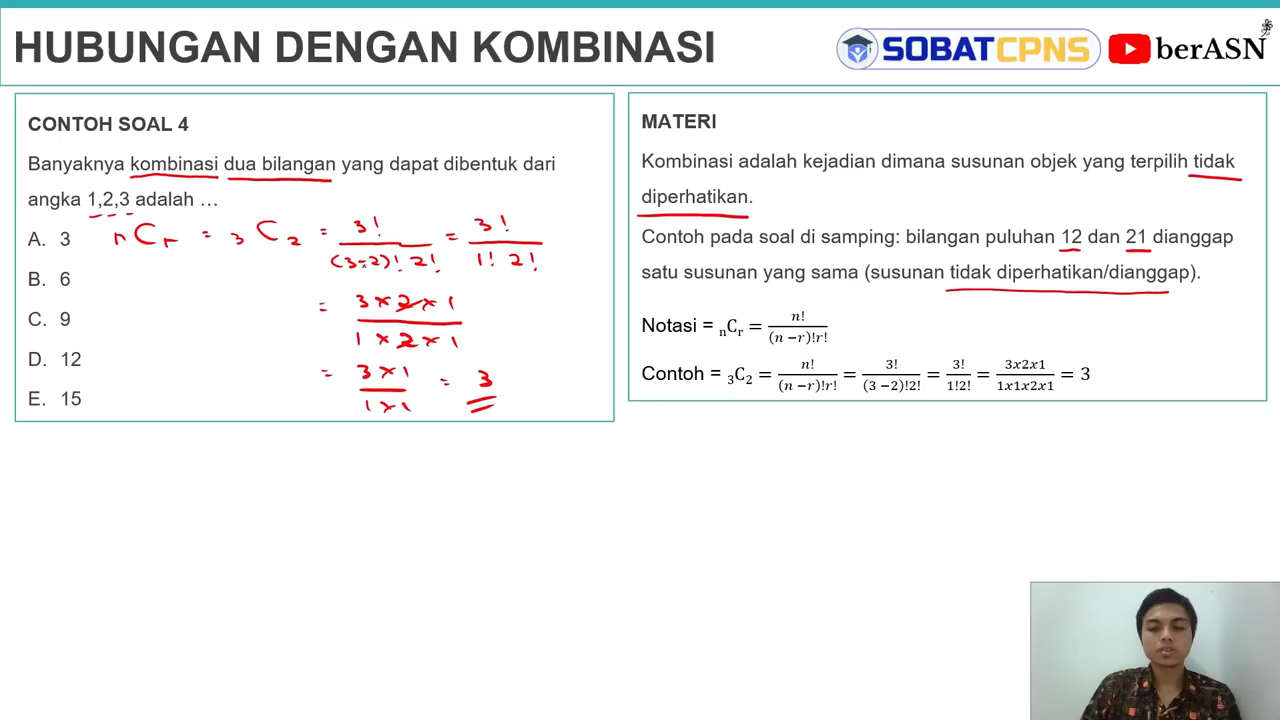 HUBUNGAN DENGAN KOMBINASI
SOBATCPNS
berASN
CONTOH SOAL 4
Banyaknya kombinasi dua bilangan yang dapat dibentuk dari
angka 1,2,3 adalah …
A. 3
B. 6
C. 9
D. 12
E. 15
nCr = 3C2 = 3!/(3-2)! 2! = 3!/1! 2!
= 3 x 2 x 1/1 x 2 x 1
= 3 x 1/1 x 1 = 3
MATERI
Kombinasi adalah kejadian dimana susunan objek yang terpilih tidak
diperhatikan.
Contoh pada soal di samping: bilangan puluhan 12 dan 21 dianggap
satu susunan yang sama (susunan tidak diperhatikan/dianggap).
Notasi = nCr = n!/(n −r)!r!
Contoh = 3C2 = n!/(n −r)!r! = 3!/(3 −2)!2! = 3!/1!2! = 3x2x1/1x1x2x1 = 3